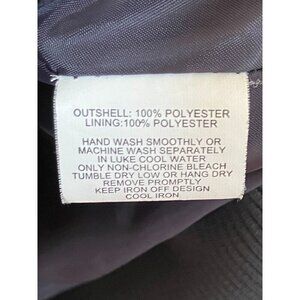 OUTSHELL: 100% POLYESTER
LINING:100% POLYESTER
HAND WASH SMOOTHLY OR
MACHINE WASH SEPARATELY
IN LUKE COOL WATER
ONLY NON-CHLORINE BLEACH
TUMBLE DRY LOW OR HANG DRY
REMOVE PROMPTLY
KEEP IRON OFF DESIGN
COOL IRON